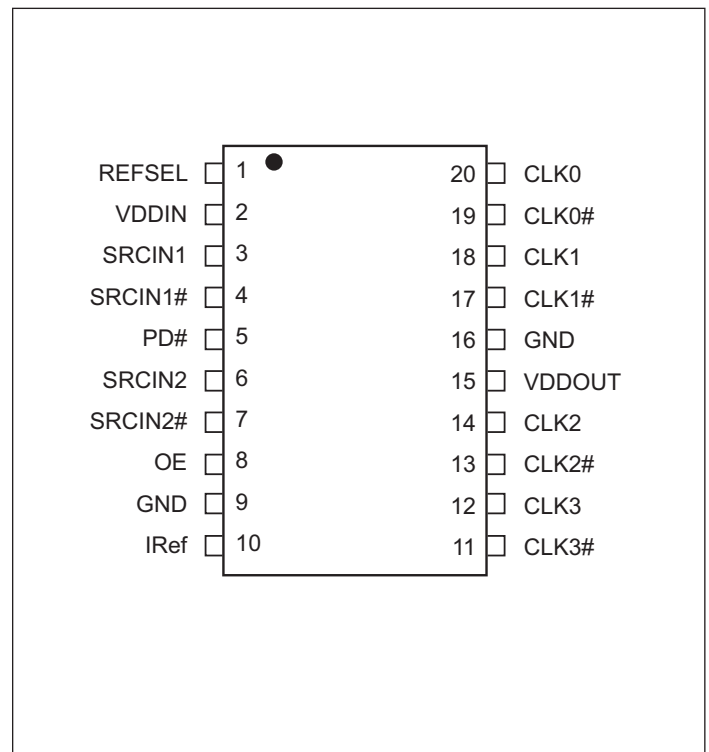 REFSEL 1 20 CLK0
VDDIN 2 19 CLK0#
SRCIN1 3 18 CLK1
SRCIN1# 4 17 CLK1#
PD# 5 16 GND
SRCIN2 6 15 VDDOUT
SRCIN2# 7 14 CLK2
OE 8 13 CLK2#
GND 9 12 CLK3
IRef 10 11 CLK3#